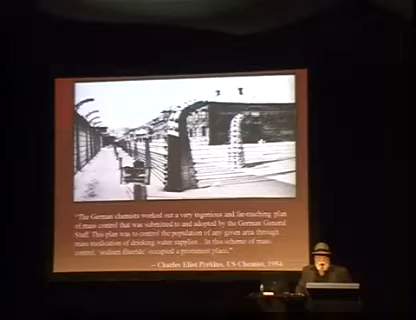 "The German chemists worked out a very ingenious and far-reaching plan
of mass control that was submitted to and adopted by the German General
Staff. This plan was to control the population of any given area through
mass medication of drinking water supplies...In this scheme of mass
control, 'sodium fluoride' occupied a prominent place."
– Charles Eliot Perkins, US Chemist, 1954